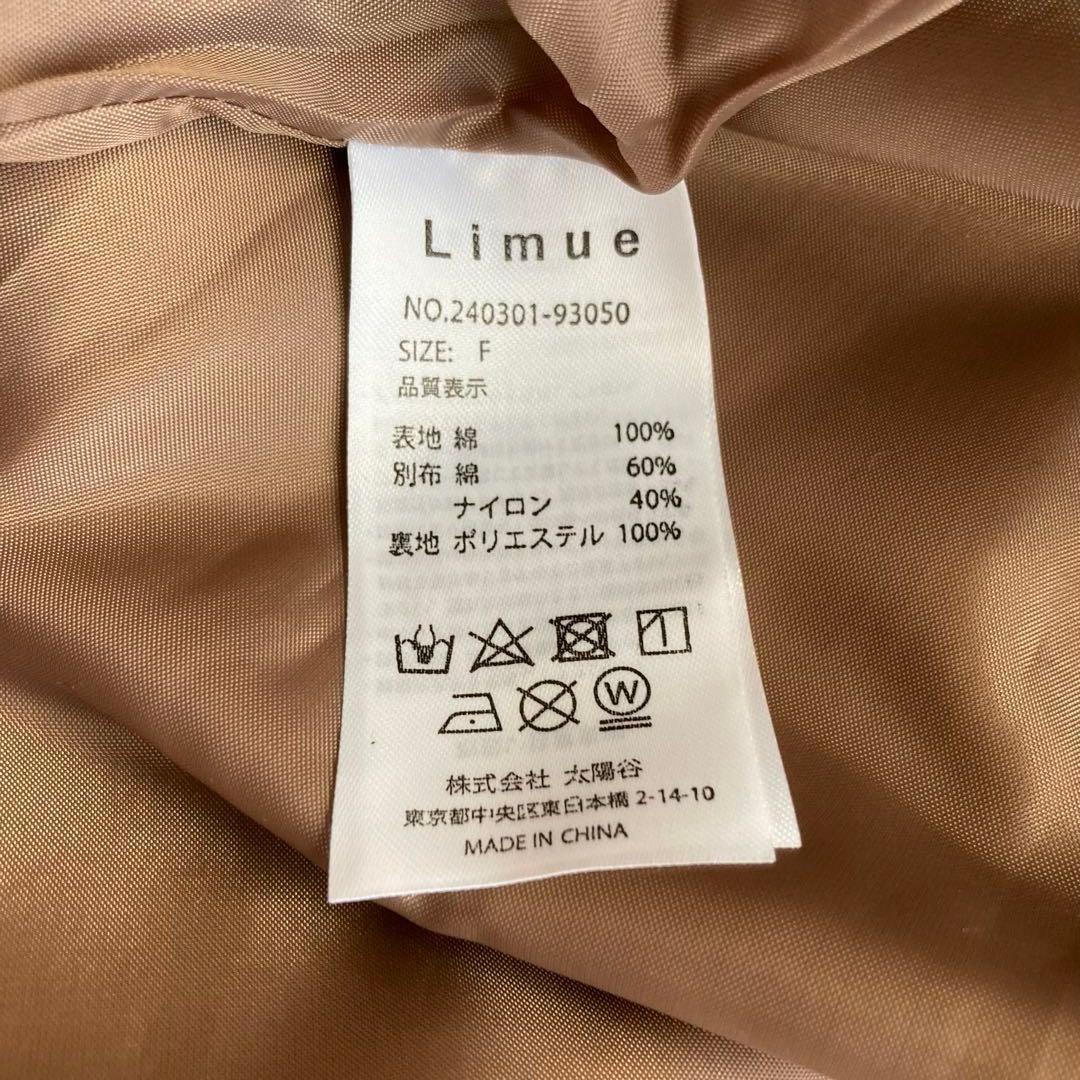 Limue
NO.240301-93050
SIZE: F
品質表示
表地 綿 100%
別布 綿 60%
ナイロン 40%
裏地 ポリエステル 100%
W
株式会社 太陽谷
東京都中央区東日本橋 2-14-10
MADE IN CHINA